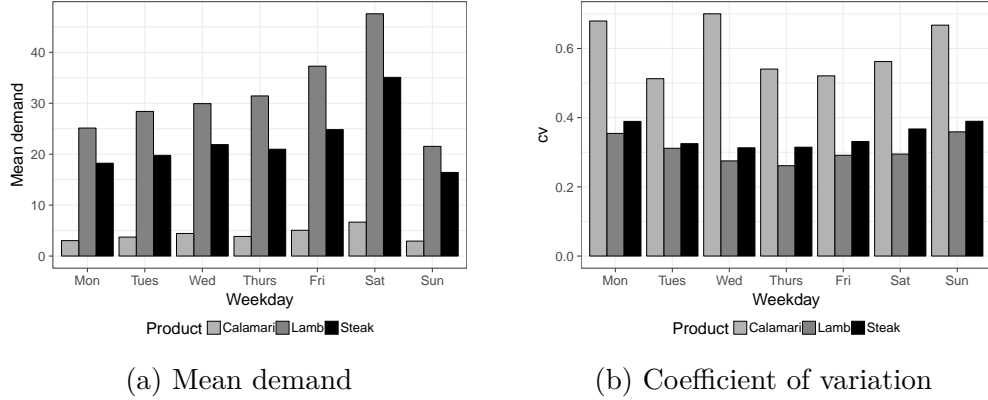 Mean demand
40
30
20
10
0
Mon Tues Wed Thurs Fri Sat Sun
Weekday
Product Calamari Lamb Steak
(a) Mean demand
cv
0.6
0.4
0.2
0.0
Mon Tues Wed Thurs Fri Sat Sun
Weekday
Product Calamari Lamb Steak
(b) Coefficient of variation